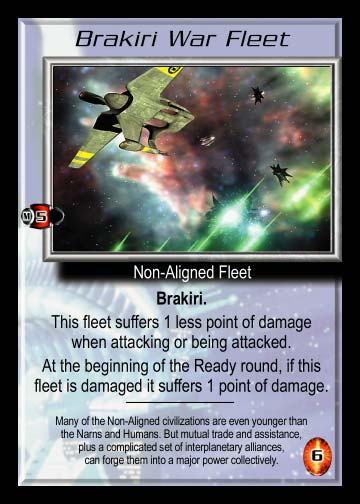 Brakiri War Fleet
M 5
Non-Aligned Fleet
Brakiri.
This fleet suffers 1 less point of damage
when attacking or being attacked.
At the beginning of the Ready round, if this
fleet is damaged it suffers 1 point of damage.
Many of the Non-Aligned civilizations are even younger than
the Narns and Humans. But mutual trade and assistance,
plus a complicated set of interplanetary alliances,
can forge them into a major power collectively.
6